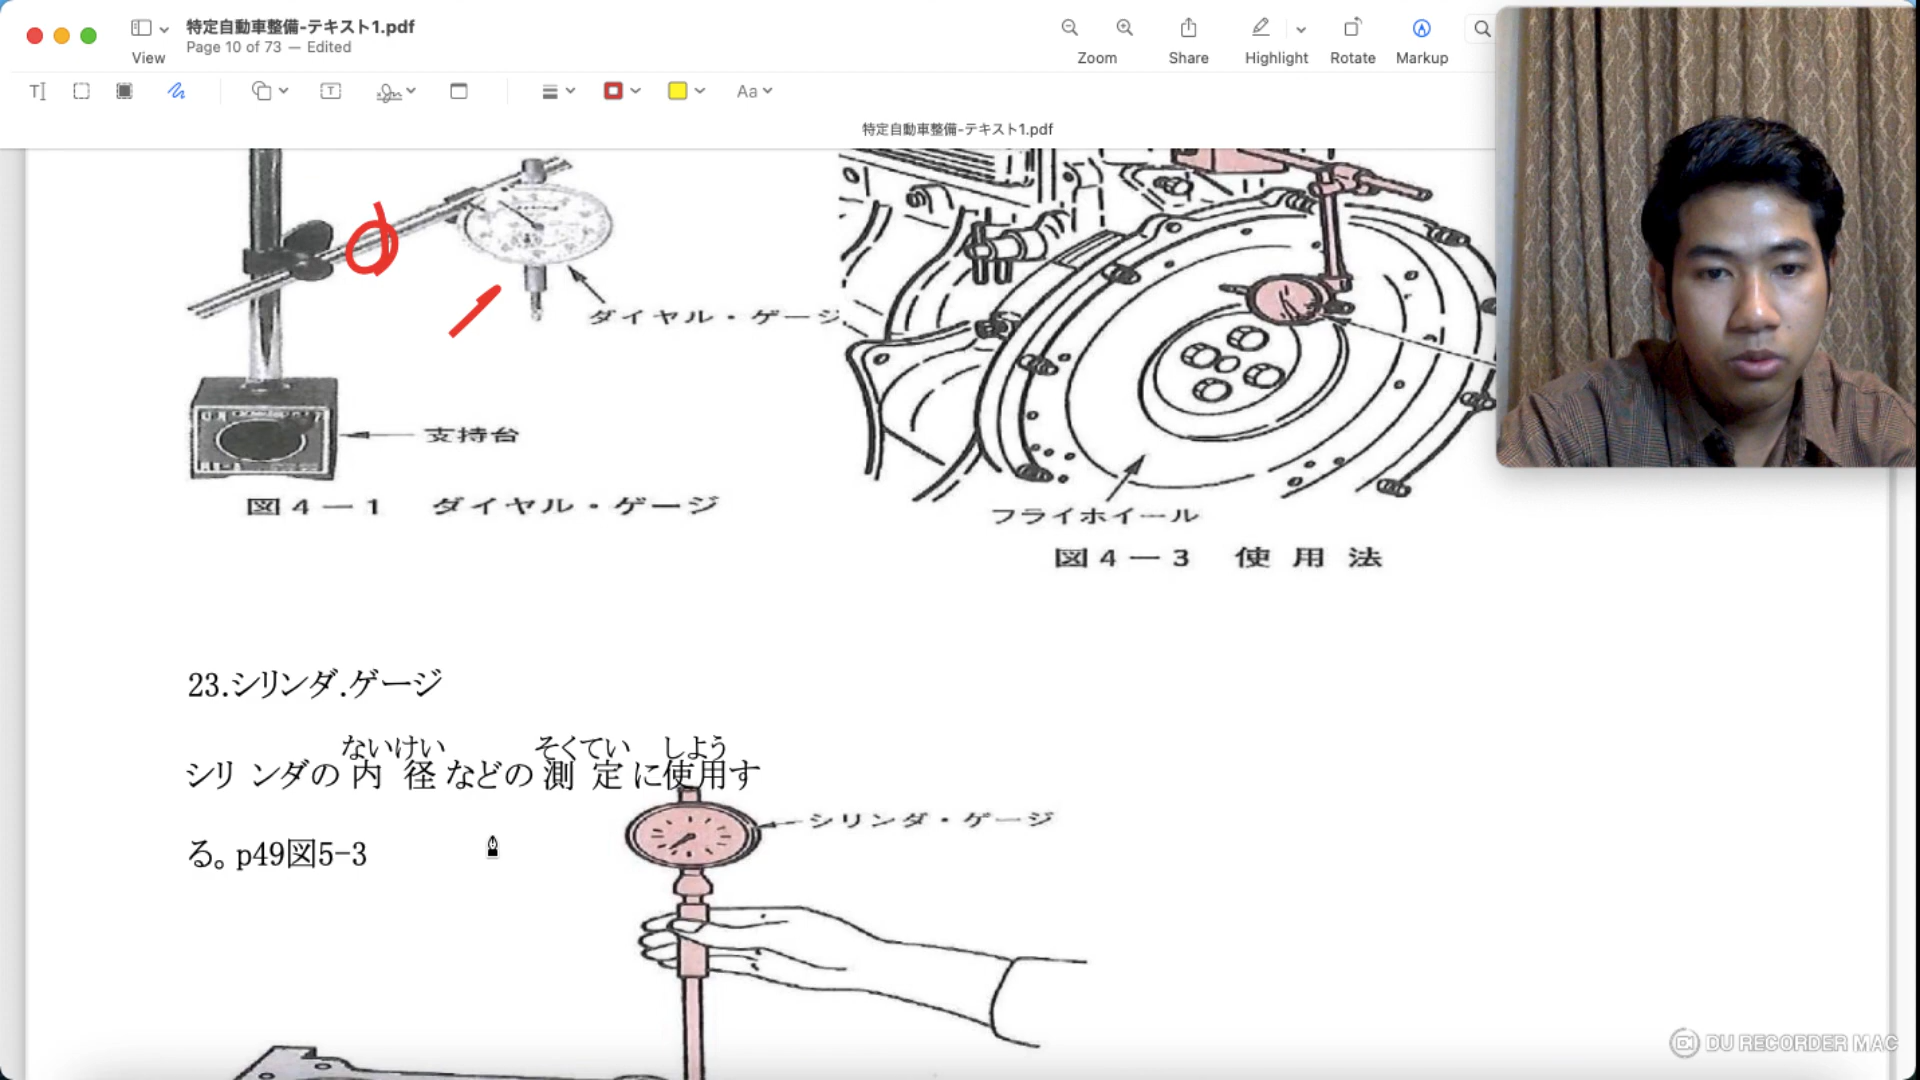 特定自動車整備-テキスト1.pdf
Page 10 of 73 — Edited
View
Zoom
Share
Highlight
Rotate
Markup
Aa
特定自動車整備-テキスト1.pdf
ダイヤル・ゲージ
支持台
図4-1 ダイヤル・ゲージ
フライホイール
図4-3 使用法
23.シリンダ.ゲージ
ないけい そくてい しよう
シリンダの内径などの測定に使用す
る。p49図5-3
シリンダ・ゲージ
DU RECORDER MAC